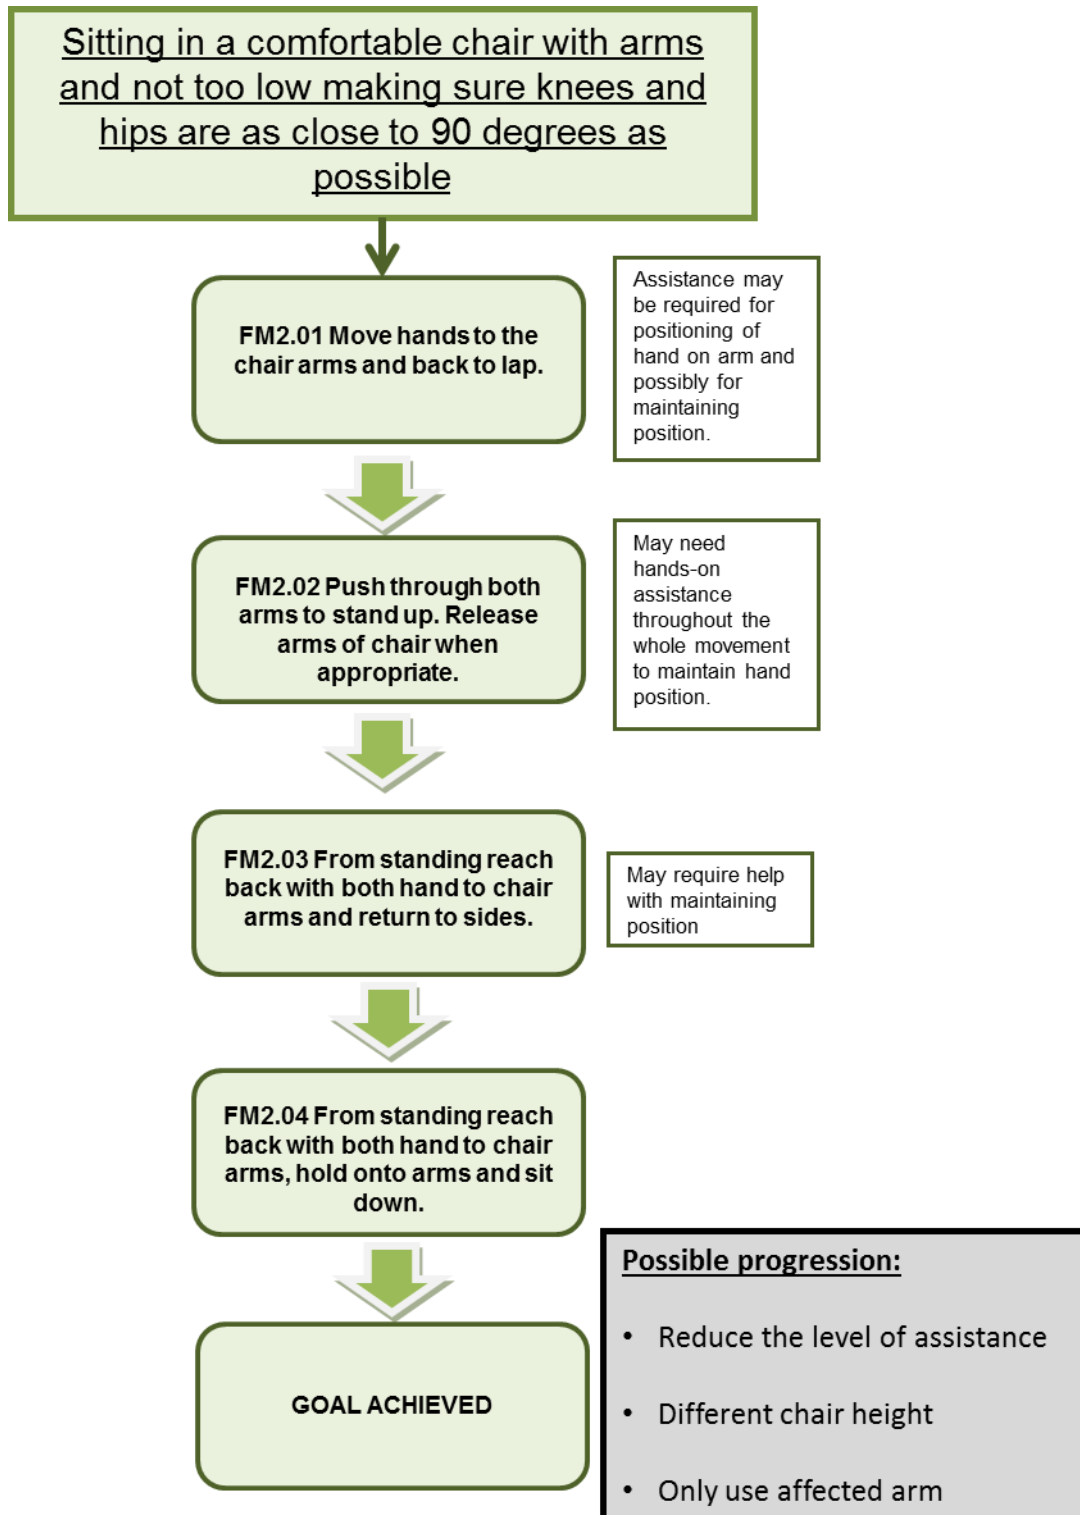 Sitting in a comfortable chair with arms
and not too low making sure knees and
hips are as close to 90 degrees as
possible
FM2.01 Move hands to the
chair arms and back to lap.
Assistance may
be required for
positioning of
hand on arm and
possibly for
maintaining
position.
FM2.02 Push through both
arms to stand up. Release
arms of chair when
appropriate.
May need
hands-on
assistance
throughout the
whole movement
to maintain hand
position.
FM2.03 From standing reach
back with both hand to chair
arms and return to sides.
May require help
with maintaining
position
FM2.04 From standing reach
back with both hand to chair
arms, hold onto arms and sit
down.
GOAL ACHIEVED
Possible progression:
• Reduce the level of assistance
• Different chair height
• Only use affected arm